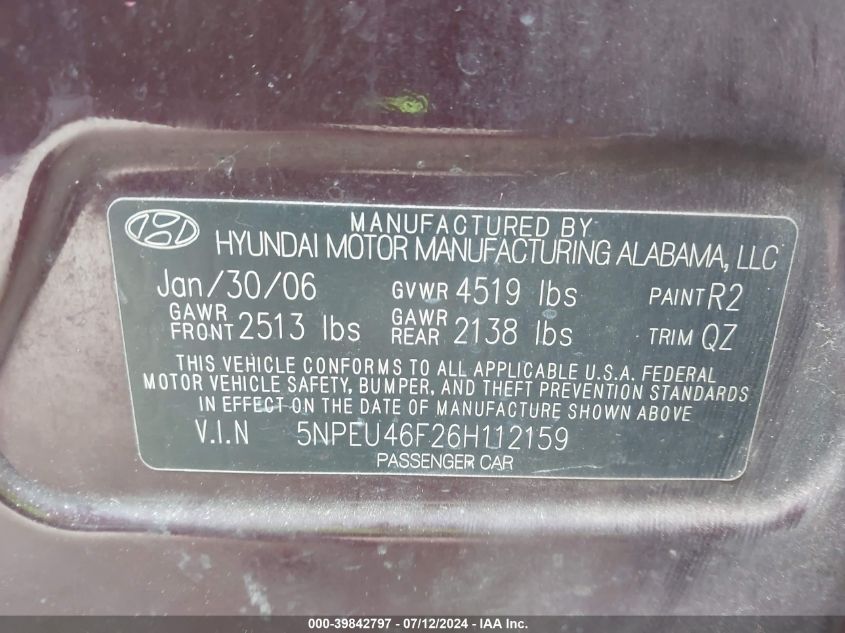 MANUFACTURED BY
HYUNDAI MOTOR MANUFACTURING ALABAMA, LLC
Jan/30/06 GVWR 4519 lbs PAINT R2
GAWR FRONT 2513 lbs GAWR REAR 2138 lbs TRIM QZ
THIS VEHICLE CONFORMS TO ALL APPLICABLE U.S.A. FEDERAL
MOTOR VEHICLE SAFETY, BUMPER, AND THEFT PREVENTION STANDARDS
IN EFFECT ON THE DATE OF MANUFACTURE SHOWN ABOVE
V.I.N 5NPEU46F26H112159
PASSENGER CAR
000-39842797 - 07/12/2024 - © IAA, Inc.